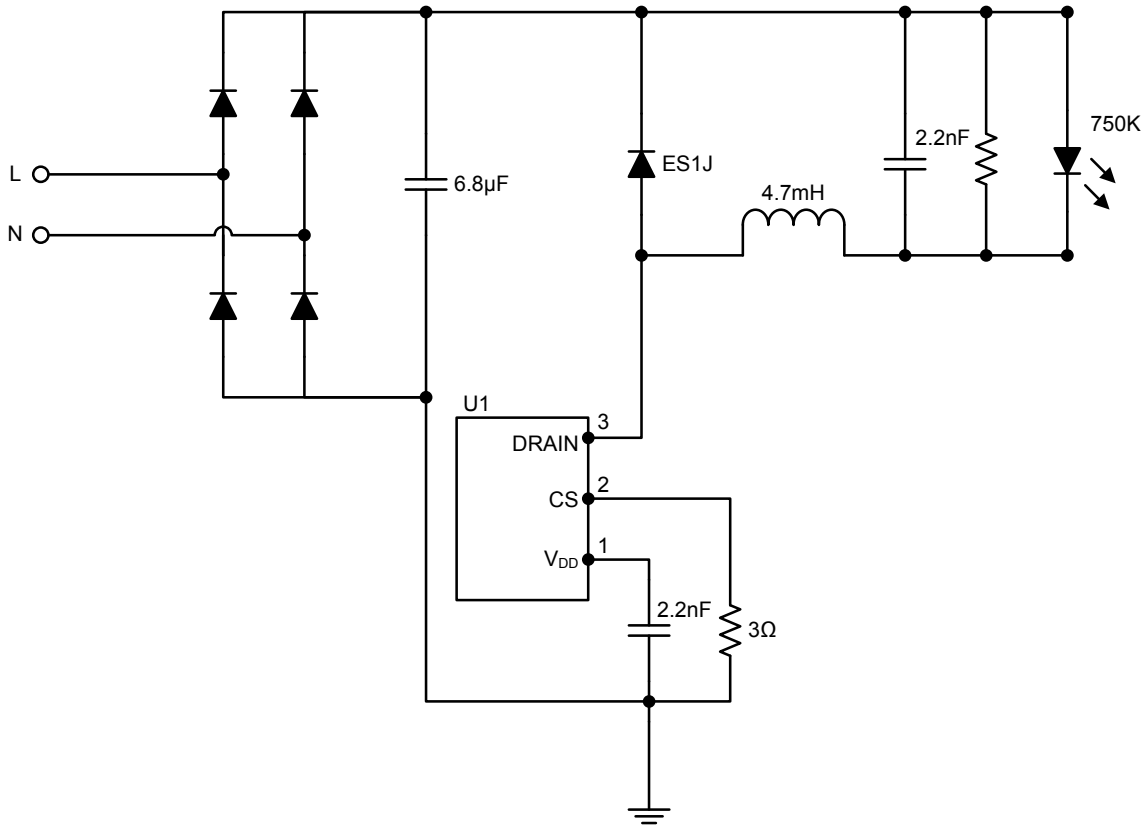 750K
2.2nF
ES1J
L
6.8µF
4.7mH
N
U1
3
DRAIN
2
CS
1
VDD
2.2nF
3Ω